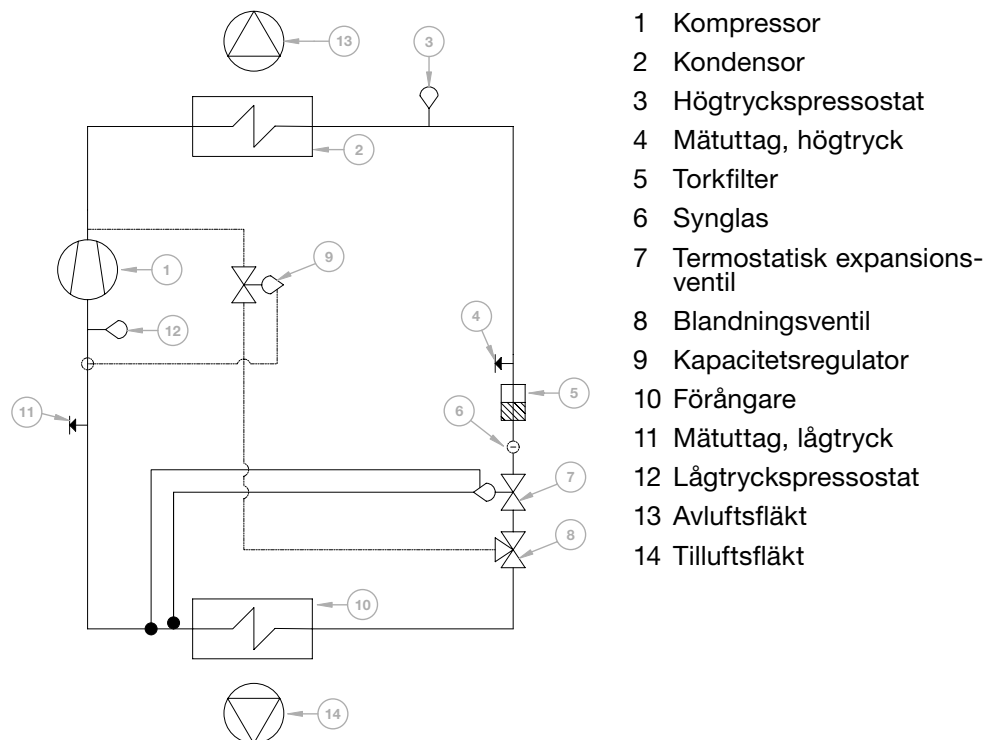 13
3
2
1
9
12
4
11
5
6
7
8
10
14
1 Kompressor
2 Kondensor
3 Högtryckspressostat
4 Mätuttag, högtryck
5 Torkfilter
6 Synglas
7 Termostatisk expansions-
ventil
8 Blandningsventil
9 Kapacitetsregulator
10 Förångare
11 Mätuttag, lågtryck
12 Lågtryckspressostat
13 Avluftsfläkt
14 Tilluftsfläkt